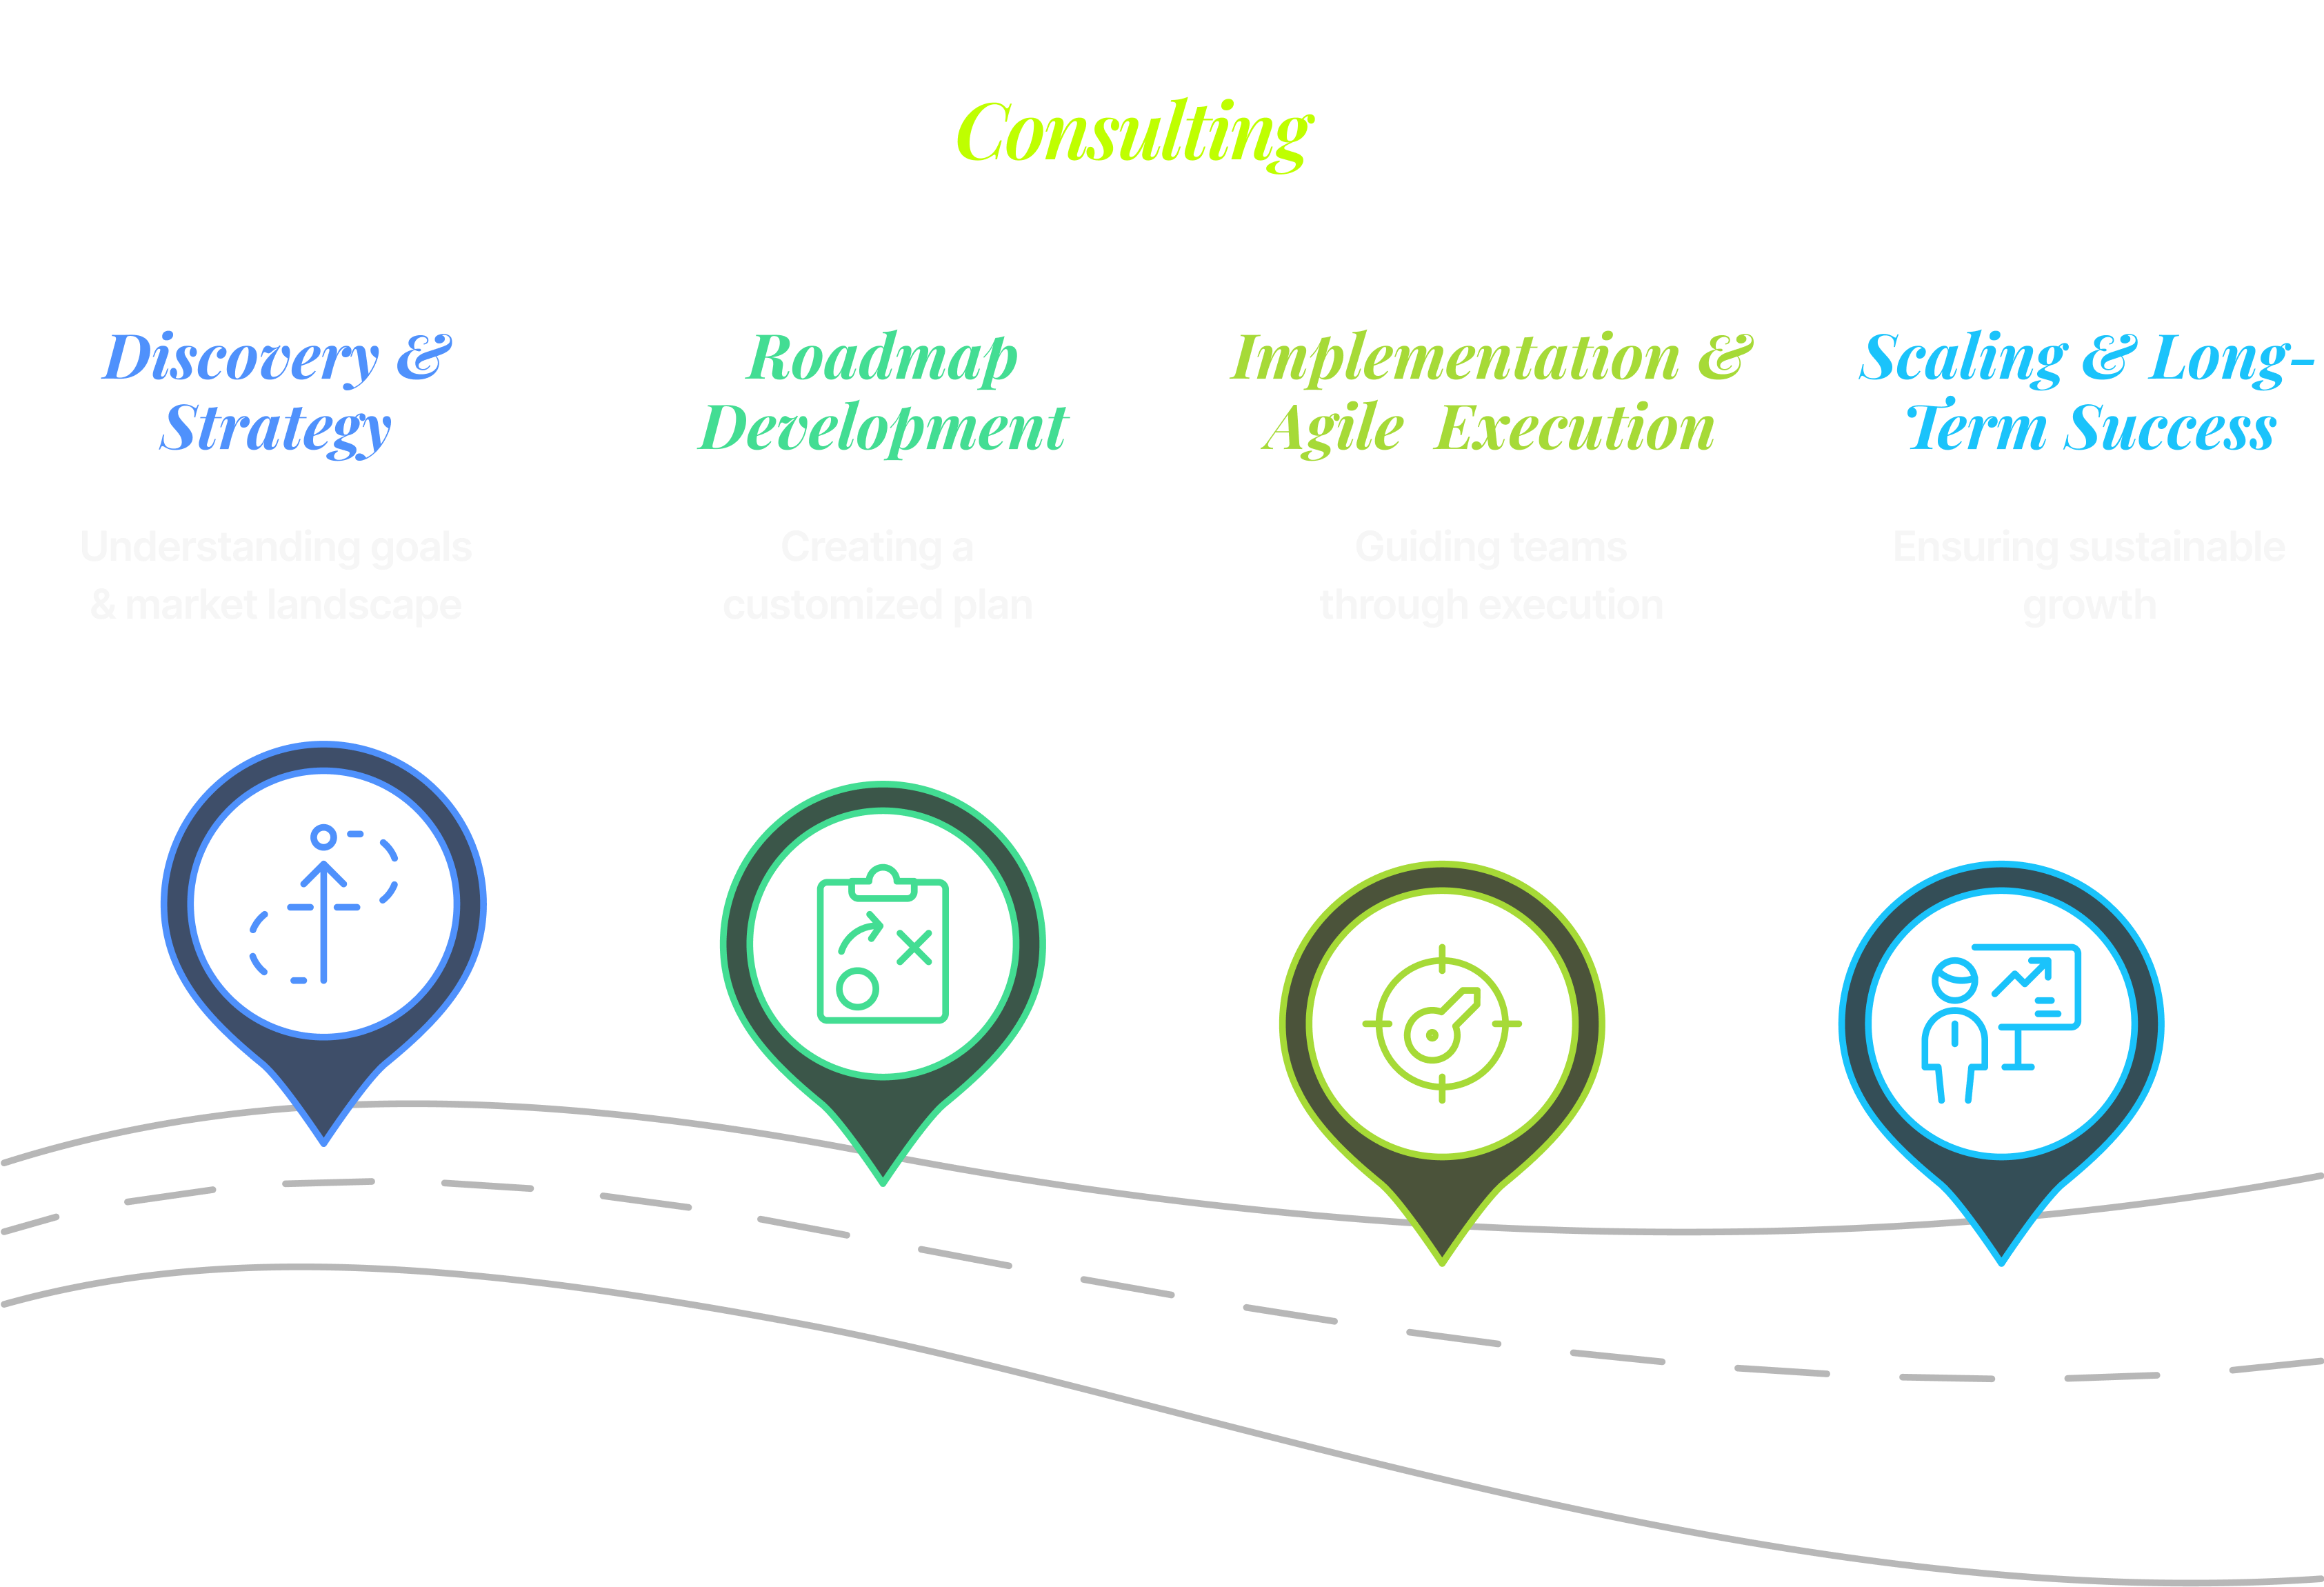 Consulting
Discovery &
Strategy
Understanding goals
& market landscape
Roadmap
Development
Creating a
customized plan
Implementation &
Agile Execution
Guiding teams
through execution
Scaling & Long-
Term Success
Ensuring sustainable
growth